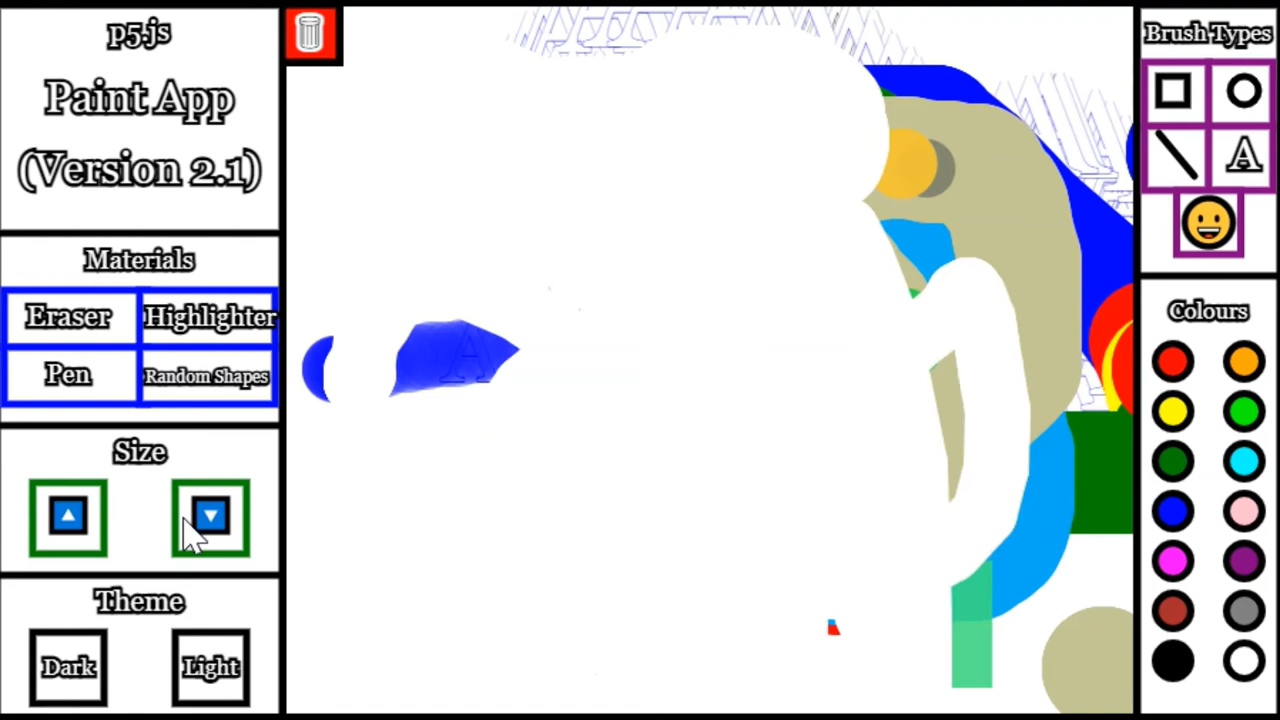 p5.js
Paint App
(Version 2.1)
Materials
Eraser
Highlighter
Pen
Random Shapes
Size
Theme
Dark
Light
A
Brush Types
A
Colours